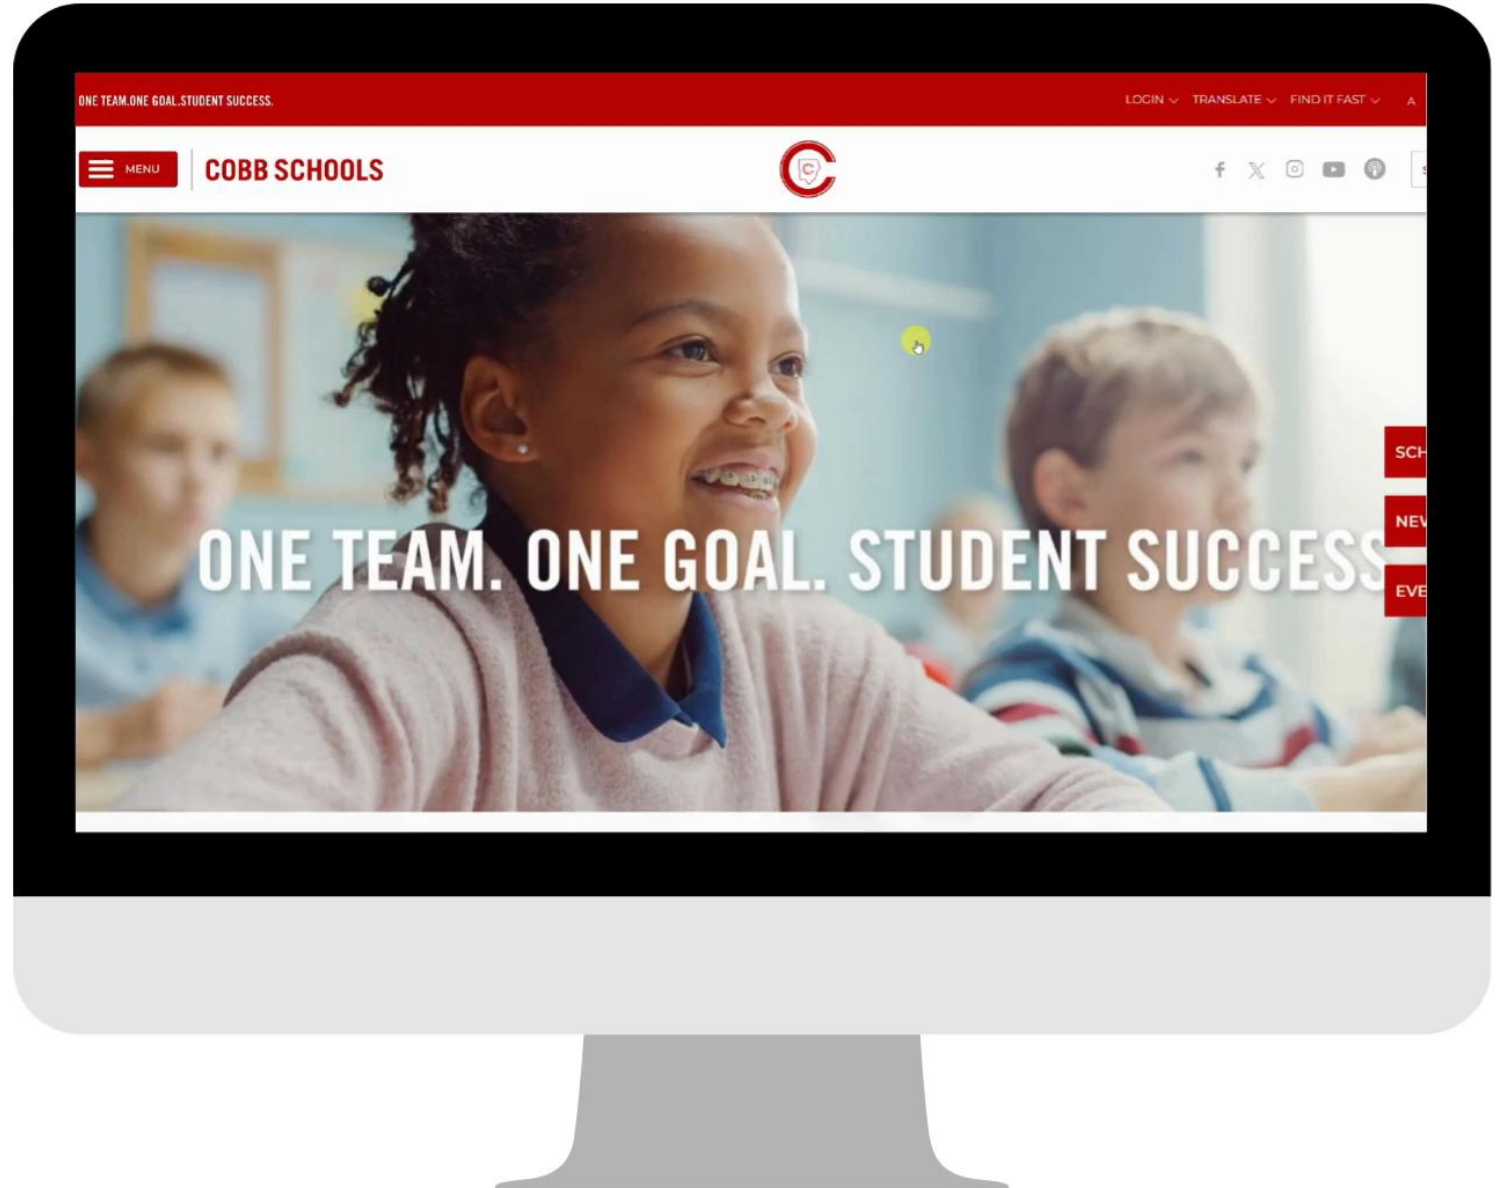 ONE TEAM.ONE GOAL.STUDENT SUCCESS.
LOGIN TRANSLATE FIND IT FAST A
MENU
COBB SCHOOLS
C
ONE TEAM. ONE GOAL. STUDENT SUCCESS
SCH
NEV
EVE